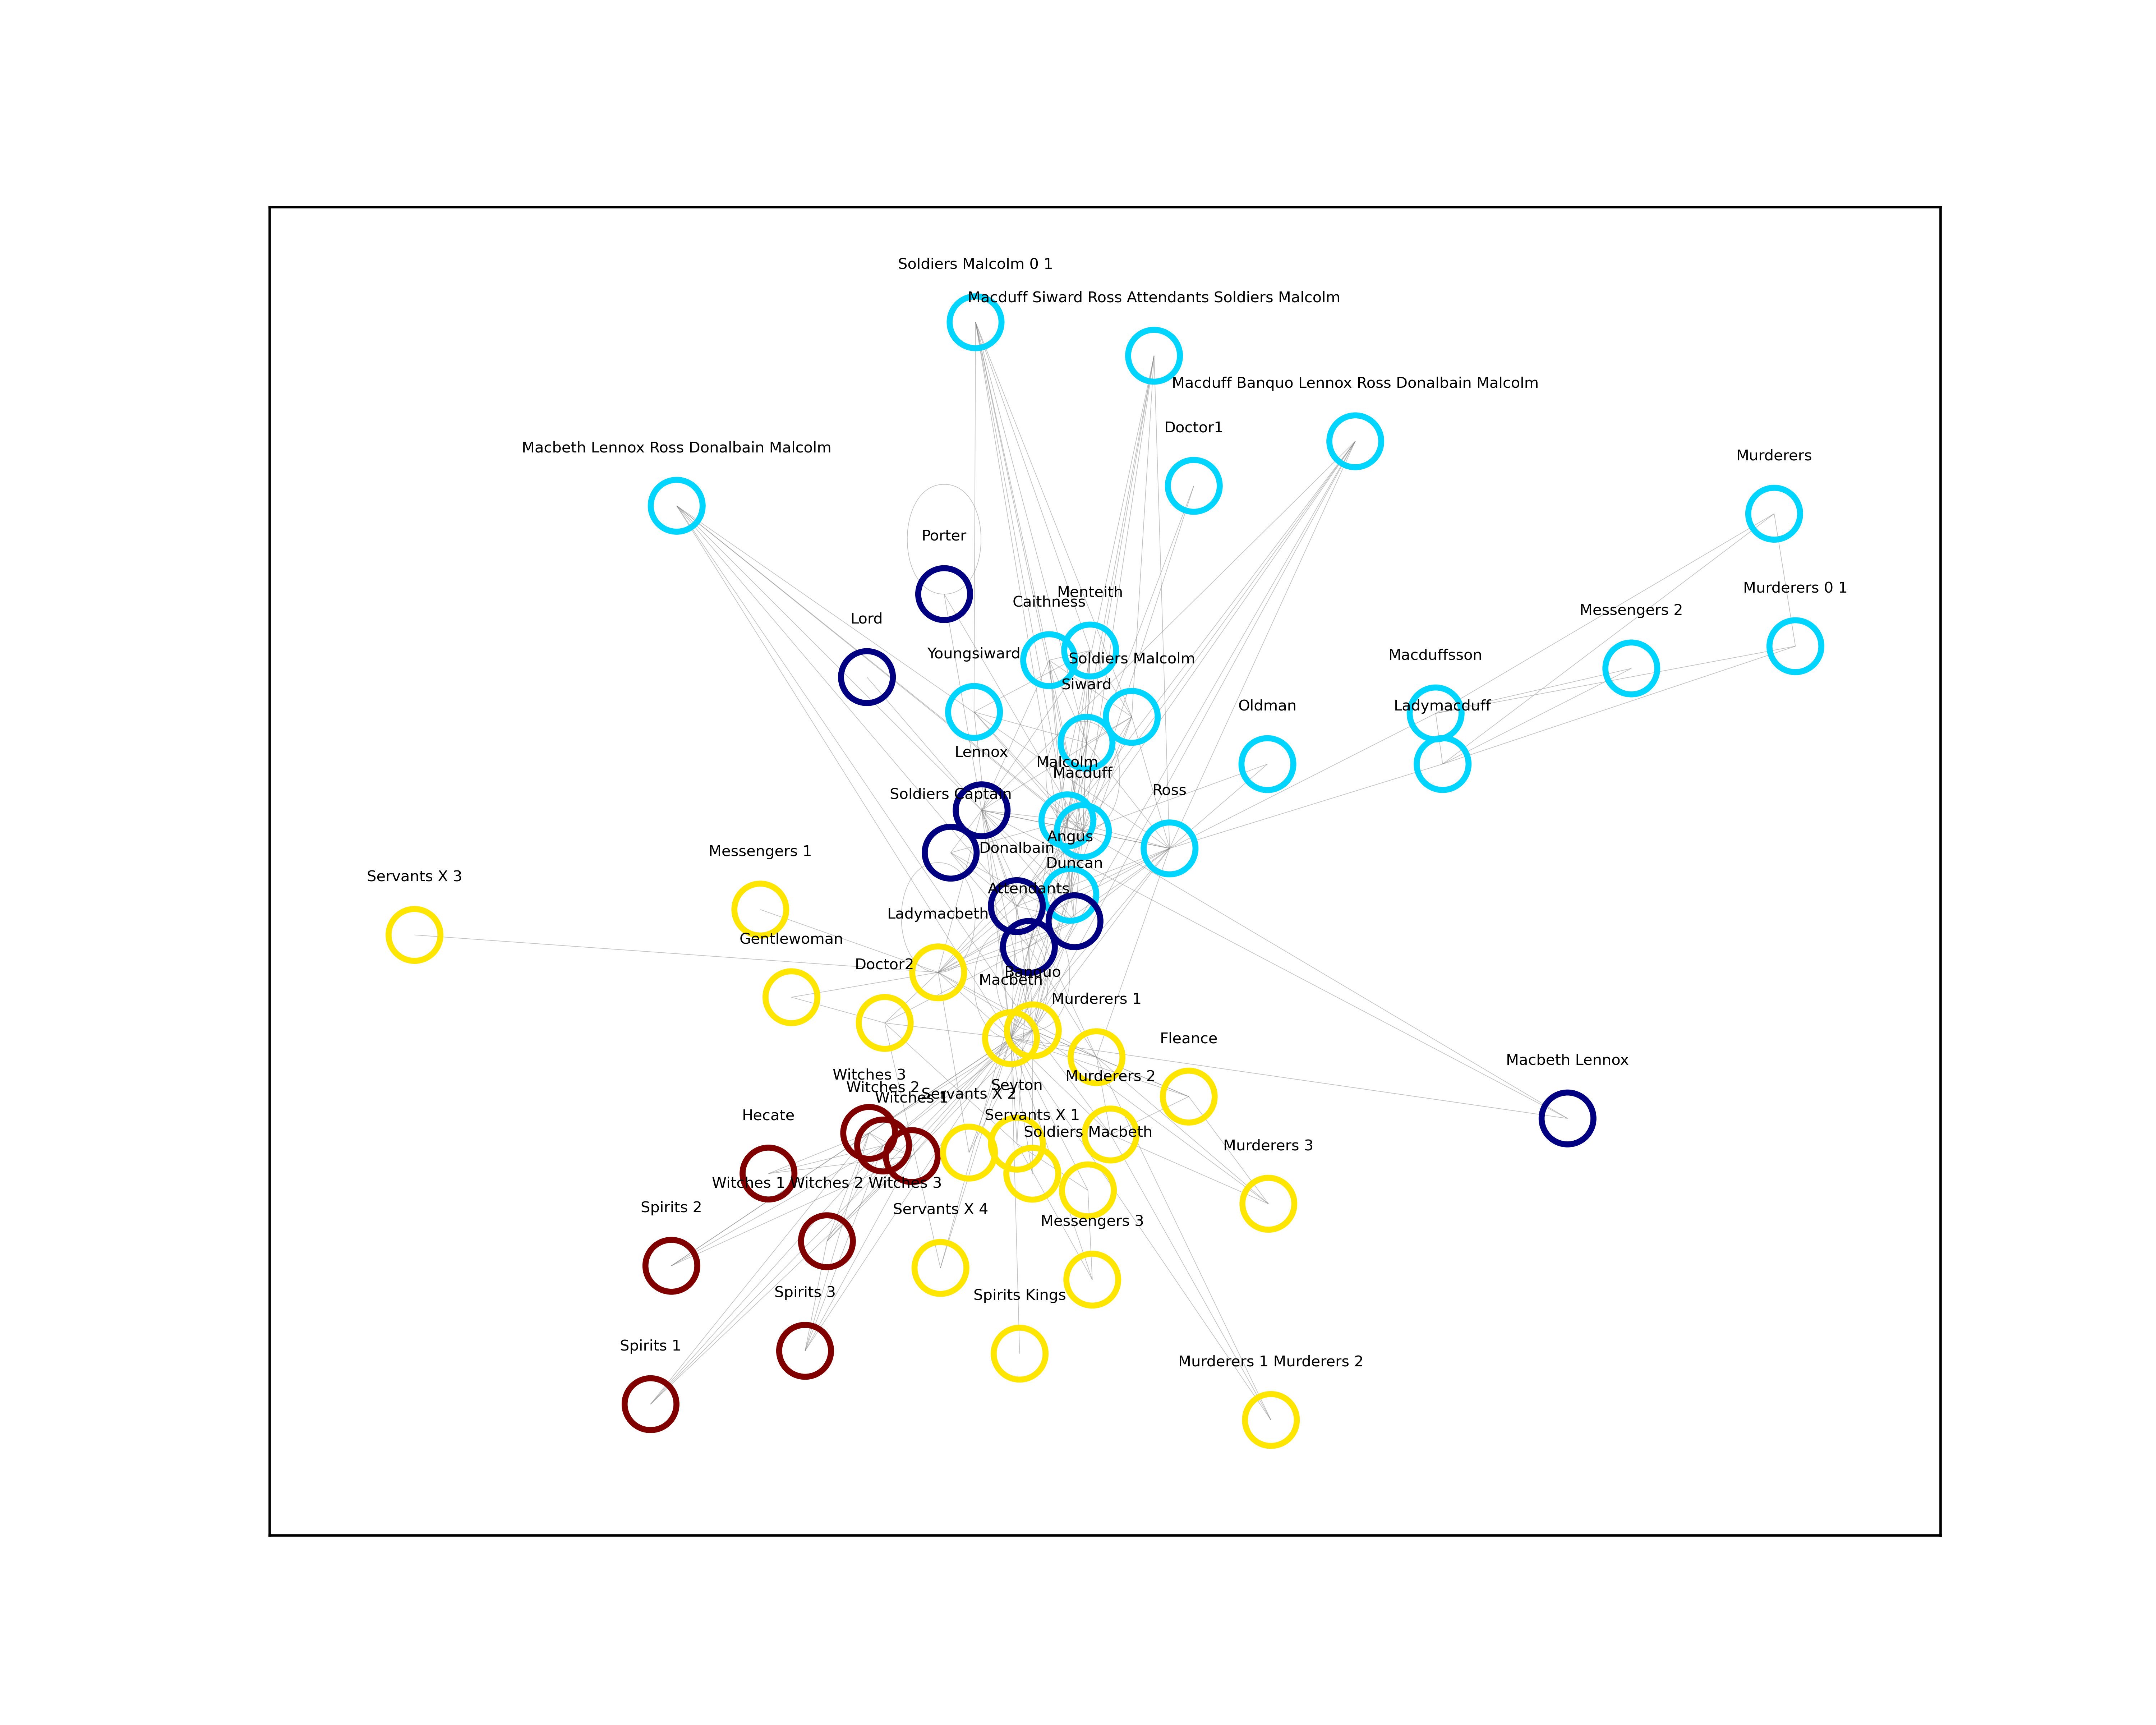 Soldiers Malcolm 0 1
Macduff Siward Ross Attendants Soldiers Malcolm
Macduff Banquo Lennox Ross Donalbain Malcolm
Doctor1
Macbeth Lennox Ross Donalbain Malcolm
Murderers
Porter
Murderers 0 1
Menteith
Caithness
Messengers 2
Lord
Youngsiward
Macduffsson
Soldiers Malcolm
Siward
Oldman
Ladymacduff
Lennox
Malcolm
Macduff
Ross
Soldiers Captain
Angus
Donalbain
Messengers 1
Duncan
Servants X 3
Attendants
Ladymacbeth
Gentlewoman
Doctor2
Banquo
Macbeth
Murderers 1
Fleance
Macbeth Lennox
Witches 3
Murderers 2
Witches 2
Seyton
Servants X 2
Witches 1
Hecate
Servants X 1
Soldiers Macbeth
Murderers 3
Witches 1 Witches 2 Witches 3
Spirits 2
Servants X 4
Messengers 3
Spirits 3
Spirits Kings
Spirits 1
Murderers 1 Murderers 2